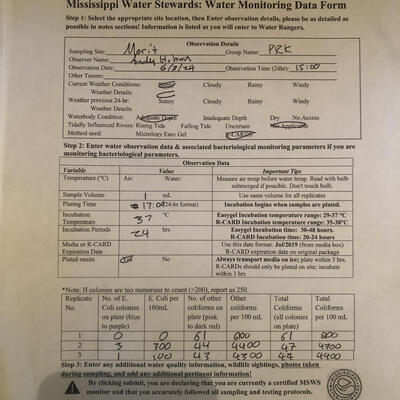 Mississippi Water Stewards: Water Monitoring Data Form
Step 1: Select the appropriate site location, then Enter observation details, please be as detailed as
possible in notes sections! Information is listed as you will enter to Water Rangers.
Observation Details
Sampling Site: Merit Group Name: PRK
Observer Name:
Observation Date: 6/8/24 Observation Time (24hr): 15:00
Other Testers:
Current Weather Conditions: Cloudy Rainy Windy
Weather Details:
Weather previous 24-hr: Sunny Cloudy Rainy Windy
Weather Details:
Waterbody Condition: Adequate Depth Inadequate Depth Dry No Access
Tidally Influenced Rivers: Rising Tide Falling Tide Uncertain Not Applicable
Method used: Micrology Easy Gel R-CARD
Step 2: Enter water observation data & associated bacteriological monitoring parameters if you are
monitoring bacteriological parameters.
Observation Data
Variable Value Important Tips
Temperature (°C) Air: Water: Measure air temp before water temp. Read with bulb
submerged if possible. Don't touch bulb.
Sample Volume 1 mL Use same volume for all replicates
Plating Time 17:00 (24-hr format) Incubation begins when samples are plated.
Incubation Temperature 37 °C Easygel Incubation temperature range: 29-37 °C
R-CARD Incubation temperature range: 35-38°C
Incubation Periods 24 hrs Easygel Incubation time: 30-48 hours.
R-CARD Incubation time: 20-24 hours
Media or R-CARD Expiration Date Use this date format: Jul/2019 (from media box)
R-CARD expiration date on original package
Plated onsite No Always transport media on ice; plate within 3 hrs.
R-CARDs should only be plated on site; incubate
within 3 hrs
*Note: If colonies are too numerous to count (>200), report as 250.
Replicate No. No. of E. Coli colonies on plate (blue to purple) E. Coli per 100mL No. of other coliforms on plate (pink to dark red) Other coliforms per 100 mL Total Coliforms (all colonies on plate) Total Coliforms per 100 mL
1 0 0 61 6100 61
2 3 300 44 4400 47 4700
3 1 100 43 4300 44 4400
Step 3: Enter any additional water quality information, wildlife sightings, photos taken
during sampling, and add any additional pertinent information!
By clicking submit, you are declaring that you are currently a certified MSWS
monitor and that you accurately followed all sampling and testing protocols.